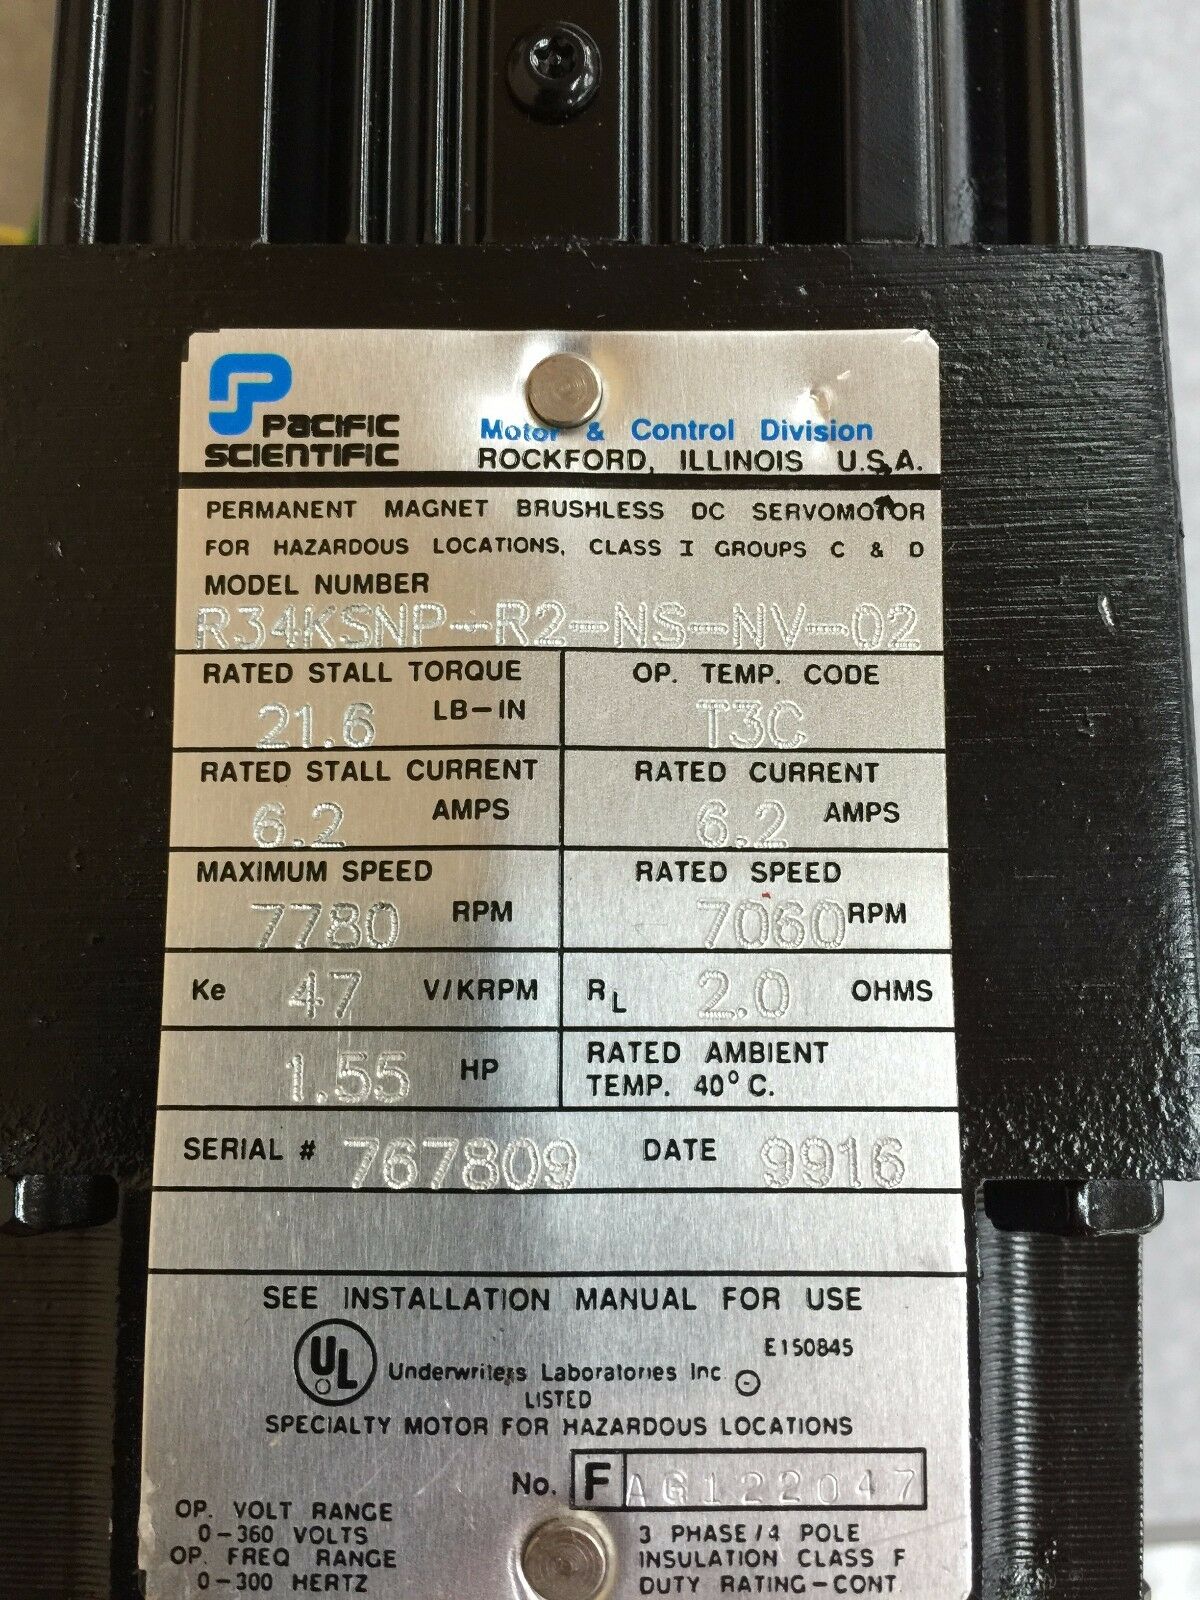 PACIFIC
SCIENTIFIC
Motor & Control Division
ROCKFORD, ILLINOIS U.S.A.
PERMANENT MAGNET BRUSHLESS DC SERVOMOTOR
FOR HAZARDOUS LOCATIONS, CLASS I GROUPS C & D
MODEL NUMBER
R34KSNP-R2-NS-NV-02
RATED STALL TORQUE
21.6 LB-IN
OP. TEMP. CODE
T3C
RATED STALL CURRENT
6.2 AMPS
RATED CURRENT
6.2 AMPS
MAXIMUM SPEED
7780 RPM
RATED SPEED
7060 RPM
Ke 47 V/KRPM
RL 2.0 OHMS
1.55 HP
RATED AMBIENT
TEMP. 40° C.
SERIAL # 767809 DATE 9916
SEE INSTALLATION MANUAL FOR USE
UL
E150845
Underwriters Laboratories Inc.
LISTED
SPECIALTY MOTOR FOR HAZARDOUS LOCATIONS
No. F AG122047
OP. VOLT RANGE
0-360 VOLTS
OP. FREQ RANGE
0-300 HERTZ
3 PHASE / 4 POLE
INSULATION CLASS F
DUTY RATING-CONT.